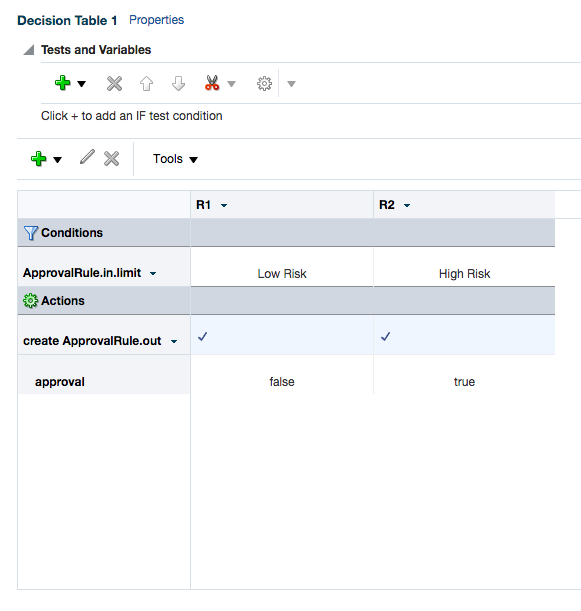 Decision Table 1 Properties
Tests and Variables
Click + to add an IF test condition
Tools
R1 R2
Conditions
ApprovalRule.in.limit Low Risk High Risk
Actions
create ApprovalRule.out
approval false true